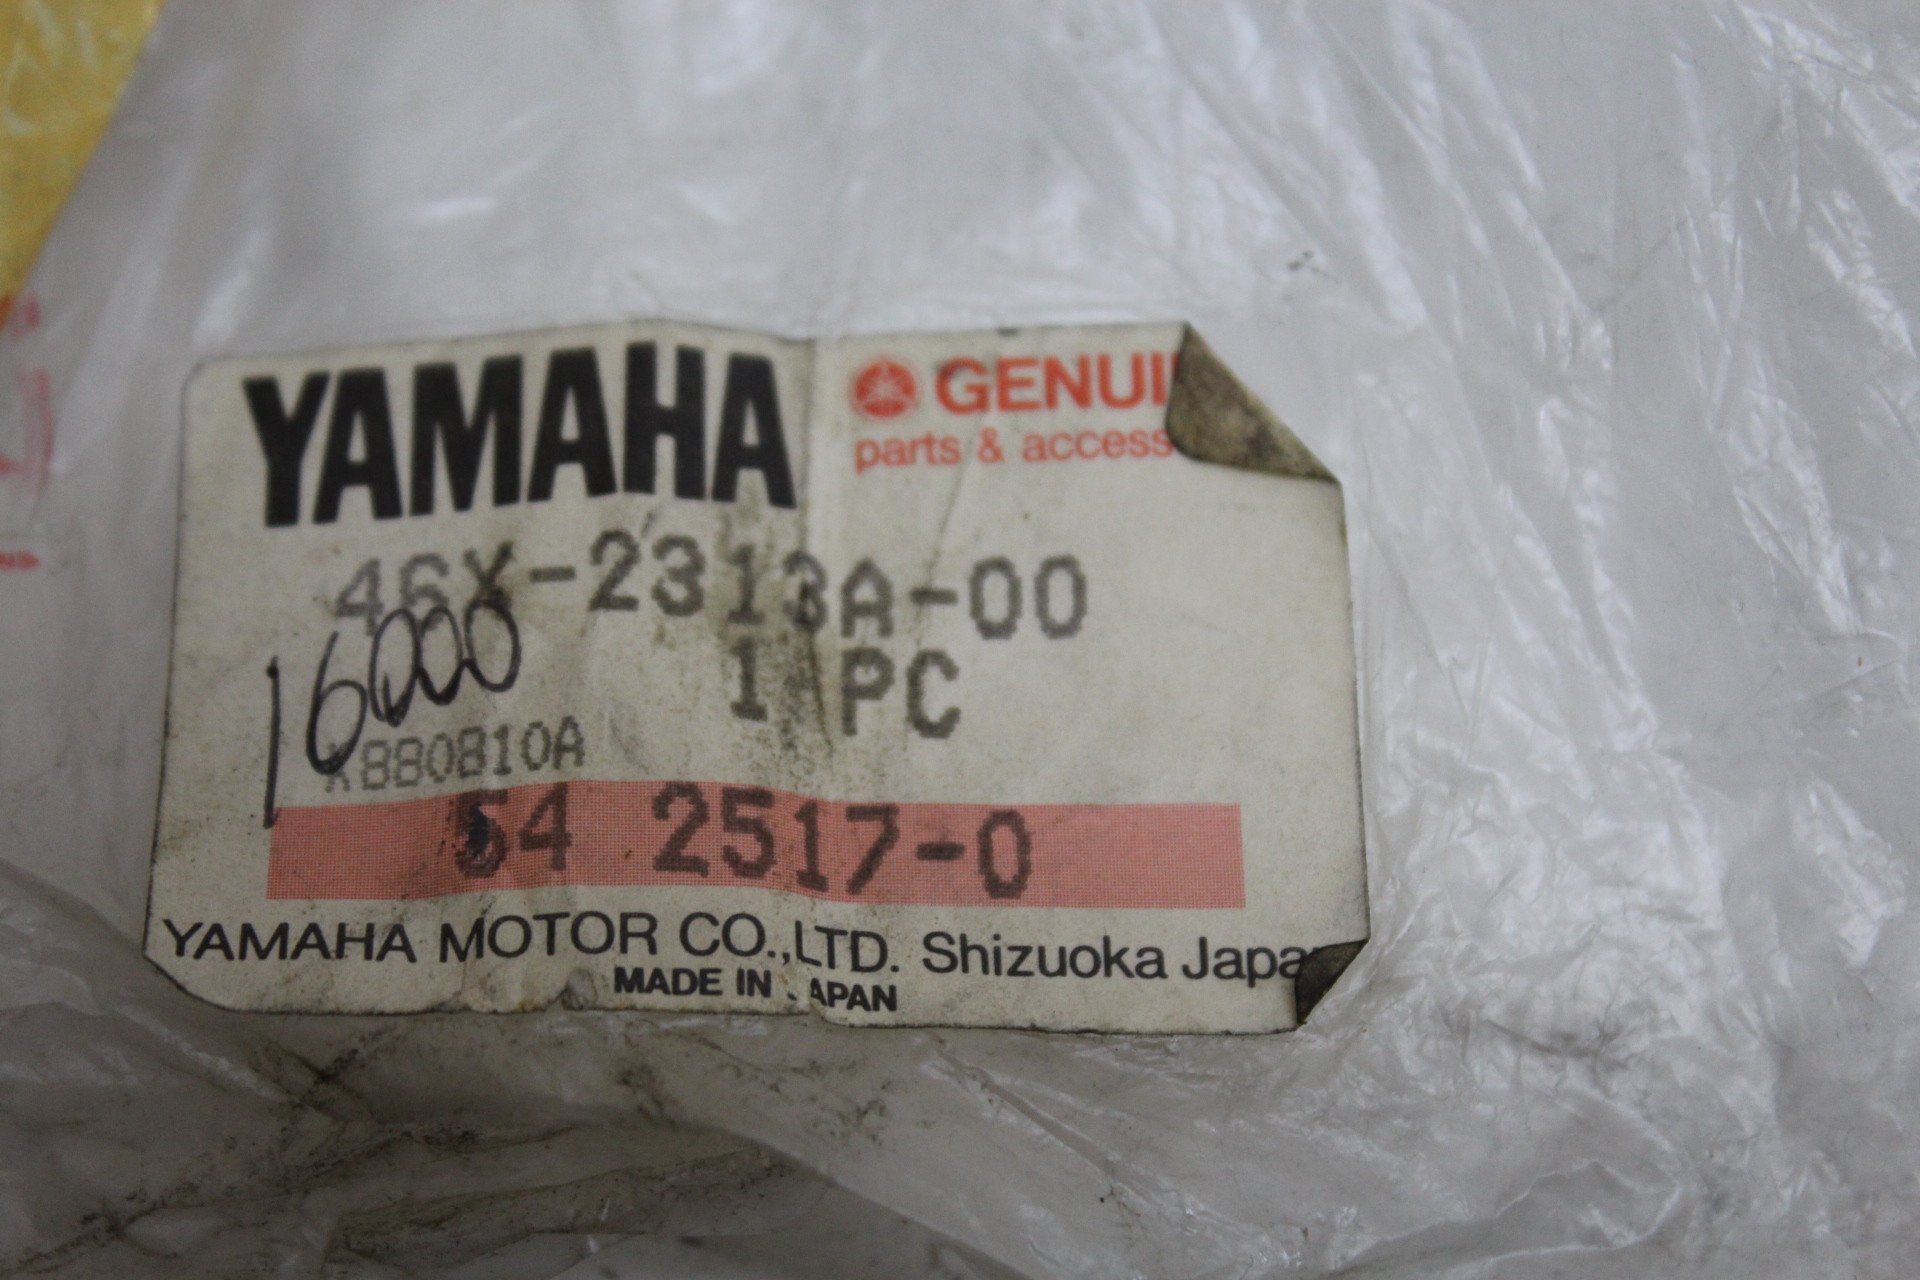 YAMAHA
GENUI
parts & access
46X-2313A-00
1 PC
16000
X880810A
54 2517-0
YAMAHA MOTOR CO.,LTD. Shizuoka Japa
MADE IN JAPAN